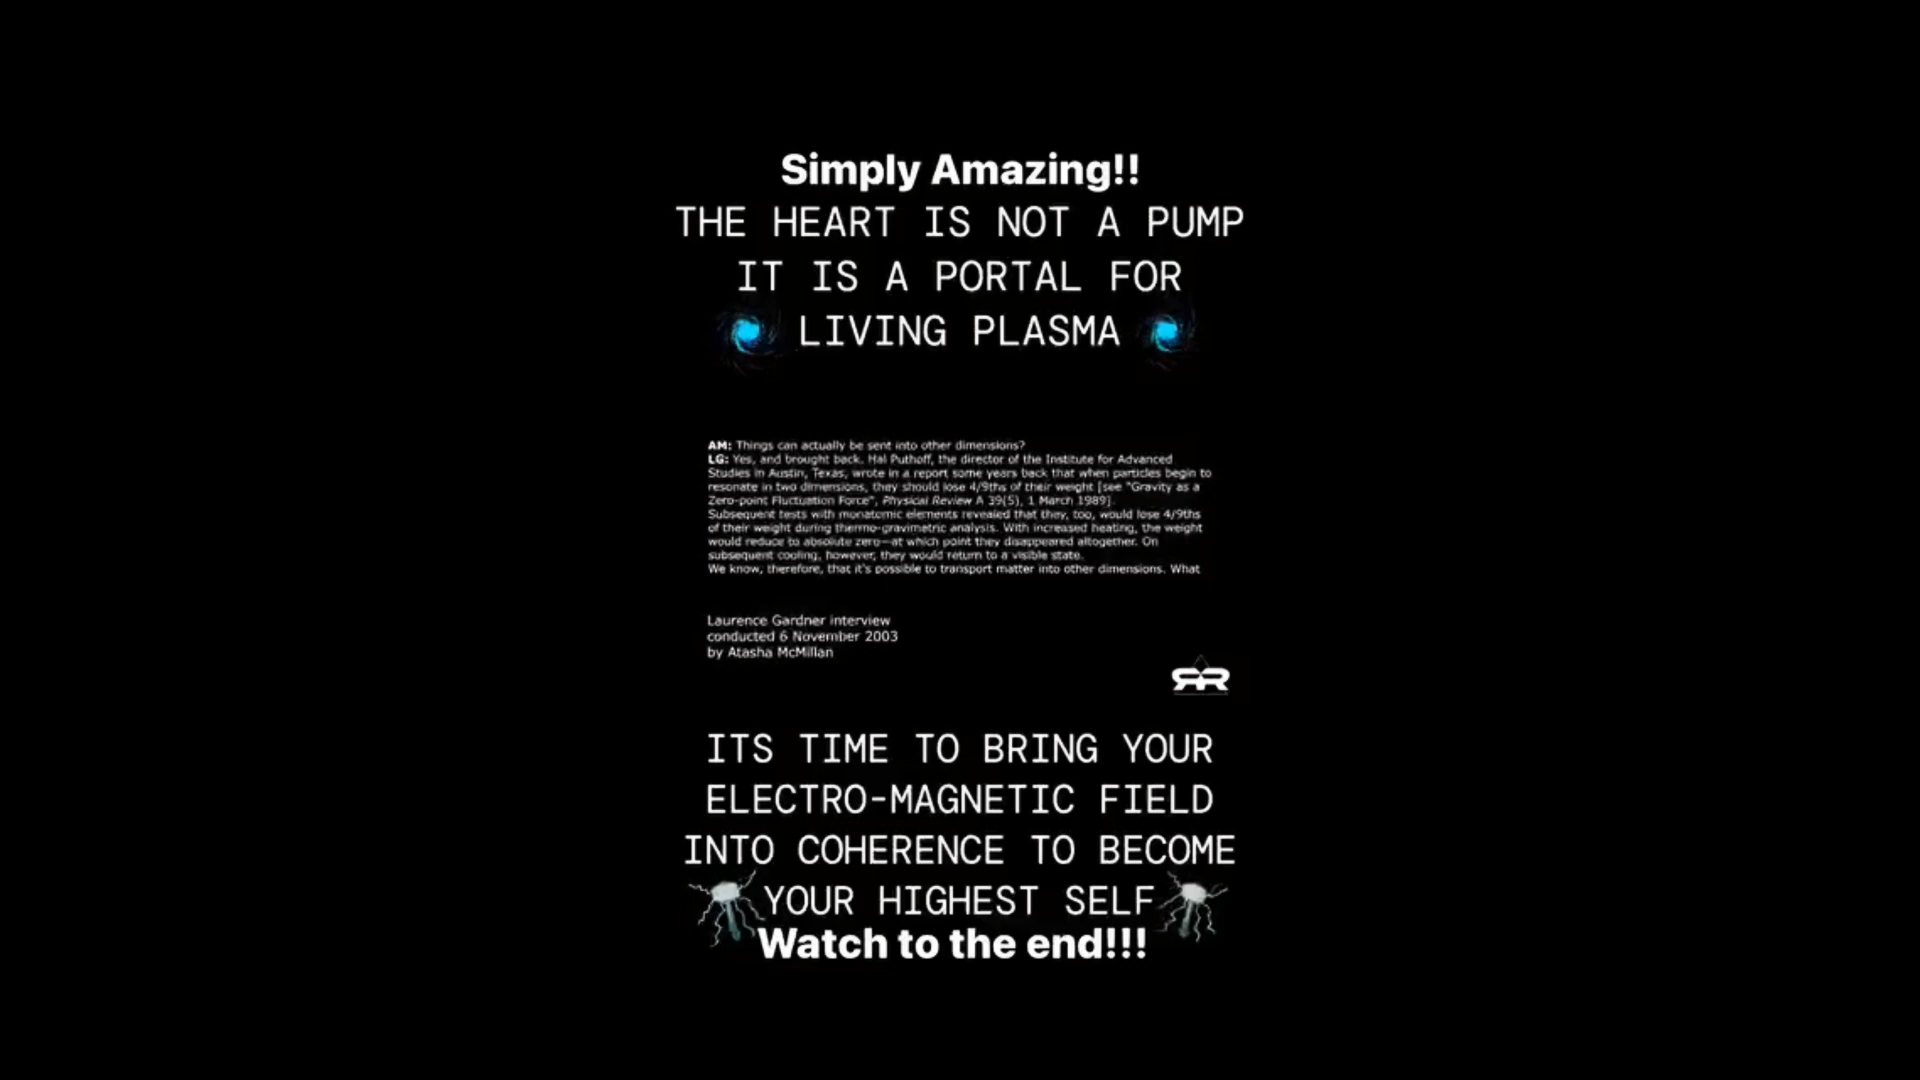 Simply Amazing!!
THE HEART IS NOT A PUMP
IT IS A PORTAL FOR
LIVING PLASMA
AM: Things can actually be sent into other dimensions?
LG: Yes, and brought back. Hal Puthoff, the director of the Institute for Advanced
Studies in Austin, Texas, wrote in a report some years back that when particles begin to
resonate in two dimensions, they should lose 4/9ths of their weight [see "Gravity as a
Zero-point Fluctuation Force", Physical Review A 39(5), 1 March 1989].
Subsequent tests with monatomic elements revealed that they, too, would lose 4/9ths
of their weight during thermo-gravimetric analysis. With increased heating, the weight
would reduce to absolute zero—at which point they disappeared altogether. On
subsequent cooling, however, they would return to a visible state.
We know, therefore, that it's possible to transport matter into other dimensions. What
Laurence Gardner interview
conducted 6 November 2003
by Atasha McMillan
RR
ITS TIME TO BRING YOUR
ELECTRO-MAGNETIC FIELD
INTO COHERENCE TO BECOME
YOUR HIGHEST SELF
Watch to the end!!!